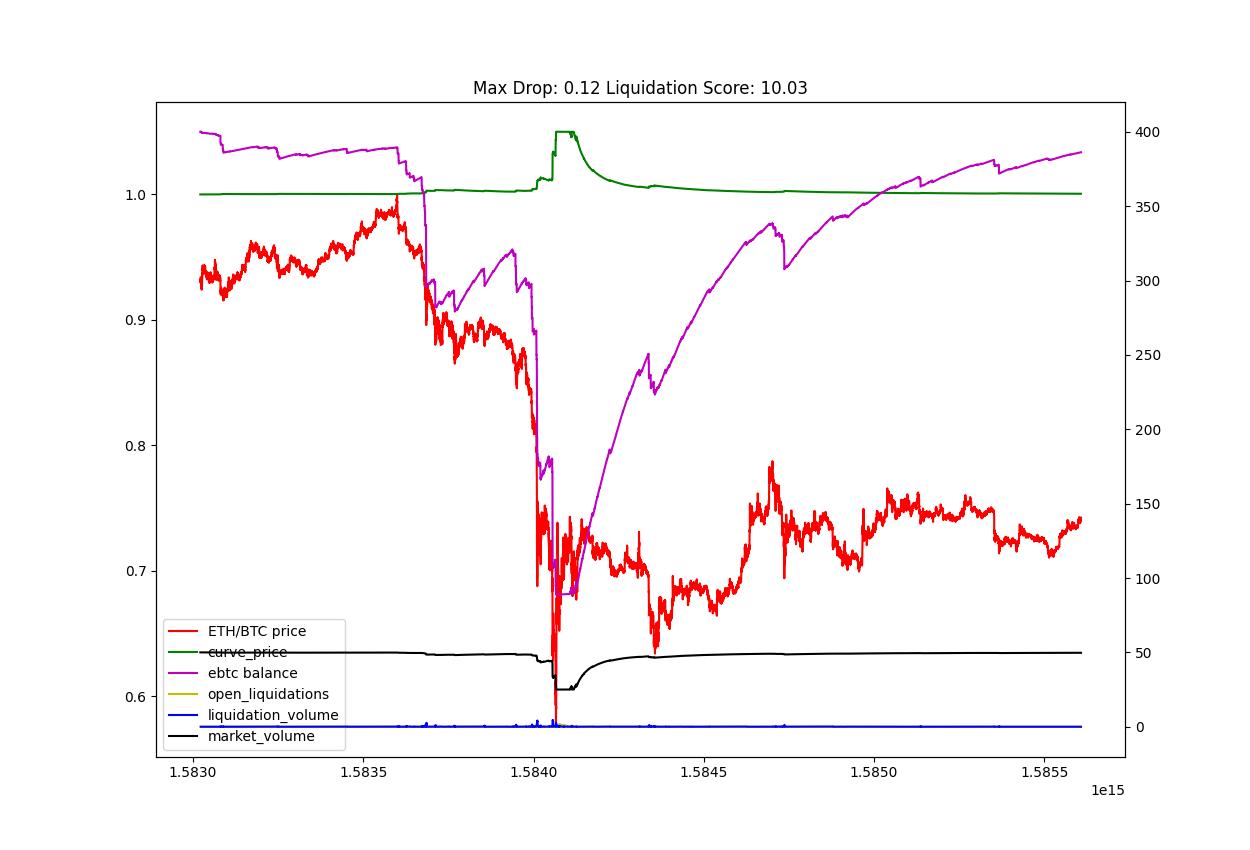 Max Drop: 0.12 Liquidation Score: 10.03
1.0
0.9
0.8
0.7
0.6
400
350
300
250
200
150
100
50
0
ETH/BTC price
curve_price
ebtc balance
open_liquidations
liquidation_volume
market_volume
1.5830 1.5835 1.5840 1.5845 1.5850 1.5855
1e15